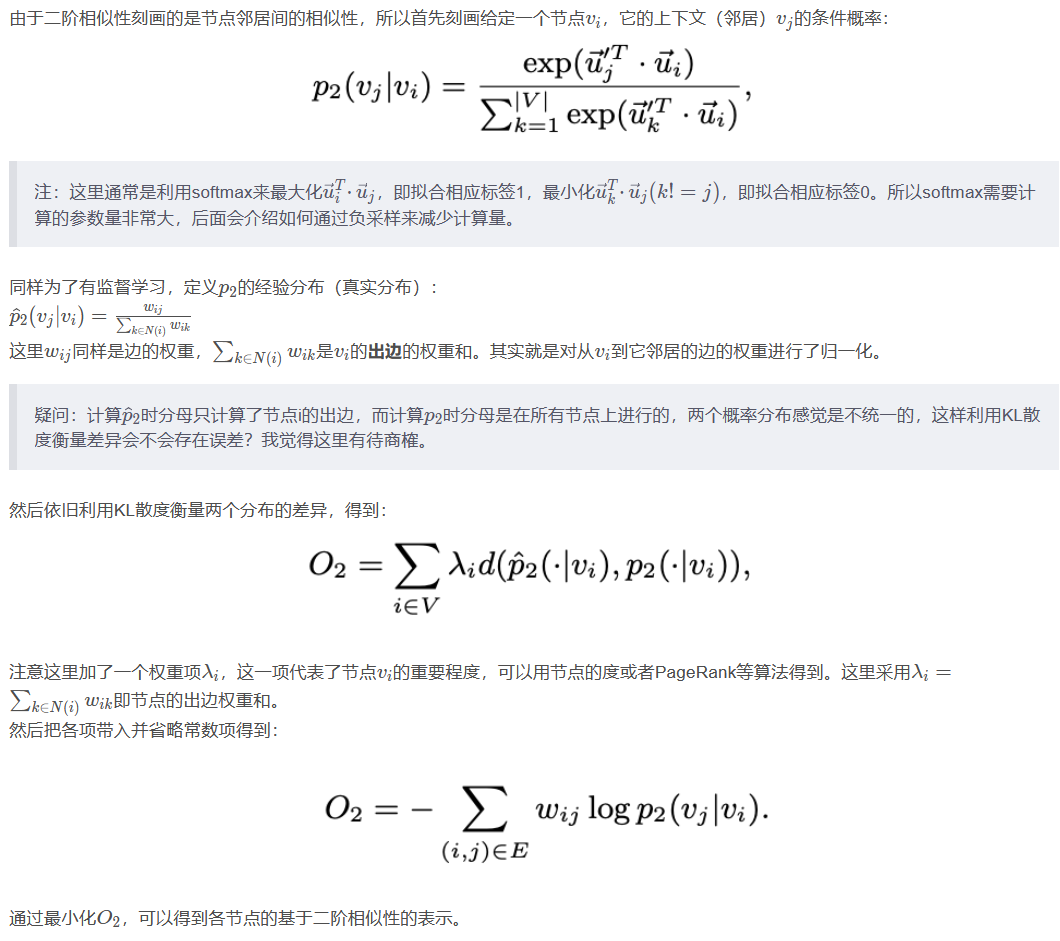 由于二阶相似性刻画的是节点邻居间的相似性，所以首先刻画给定一个节点$v_i$，它的上下文（邻居）$v_j$的条件概率：
$$p_2(v_j|v_i) = \frac{\exp(\vec{u}_j'^T \cdot \vec{u}_i)}{\sum_{k=1}^{|V|} \exp(\vec{u}_k'^T \cdot \vec{u}_i)},$$
注：这里通常是利用softmax来最大化$\vec{u}_i^T \cdot \vec{u}_j$，即拟合相应标签1，最小化$\vec{u}_k^T \cdot \vec{u}_j(k! = j)$，即拟合相应标签0。所以softmax需要计
算的参数量非常大，后面会介绍如何通过负采样来减少计算量。
同样为了有监督学习，定义$p_2$的经验分布（真实分布）：
$\hat{p}_2(v_j|v_i) = \frac{w_{ij}}{\sum_{k \in N(i)} w_{ik}}$
这里$w_{ij}$同样是边的权重，$\sum_{k \in N(i)} w_{ik}$是$v_i$的出边的权重和。其实就是对从$v_i$到它邻居的边的权重进行了归一化。
疑问：计算$\hat{p}_2$时分母只计算了节点i的出边，而计算$p_2$时分母是在所有节点上进行的，两个概率分布感觉是不统一的，这样利用KL散
度衡量差异会不会存在误差？我觉得这里有待商榷。
然后依旧利用KL散度衡量两个分布的差异，得到：
$$O_2 = \sum_{i \in V} \lambda_i d(\hat{p}_2(\cdot|v_i), p_2(\cdot|v_i)),$$
注意这里加了一个权重项$\lambda_i$，这一项代表了节点$v_i$的重要程度，可以用节点的度或者PageRank等算法得到。这里采用$\lambda_i =$
$\sum_{k \in N(i)} w_{ik}$即节点的出边权重和。
然后把各项带入并省略常数项得到：
$$O_2 = - \sum_{(i,j) \in E} w_{ij} \log p_2(v_j|v_i).$$
通过最小化$O_2$，可以得到各节点的基于二阶相似性的表示。